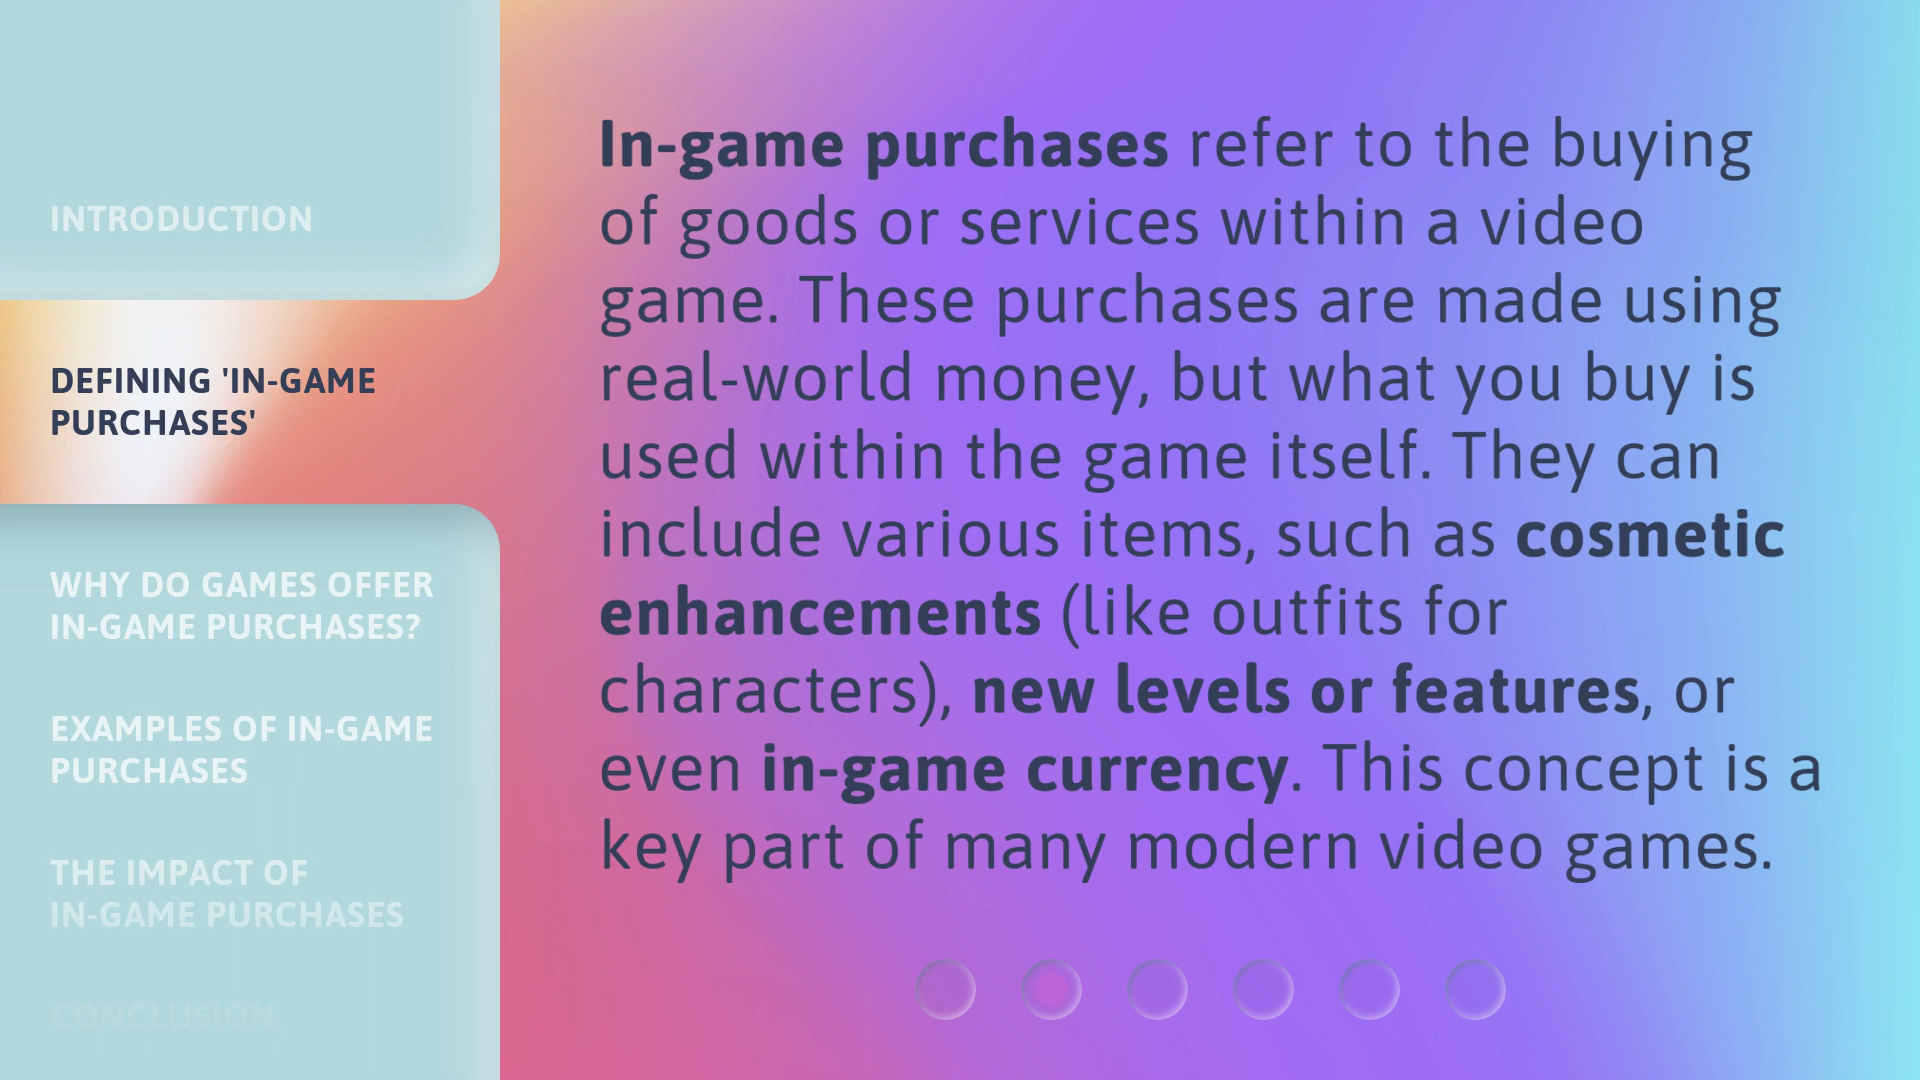 INTRODUCTION
DEFINING 'IN-GAME
PURCHASES'
WHY DO GAMES OFFER
IN-GAME PURCHASES?
EXAMPLES OF IN-GAME
PURCHASES
THE IMPACT OF
IN-GAME PURCHASES
CONCLUSION
In-game purchases refer to the buying
of goods or services within a video
game. These purchases are made using
real-world money, but what you buy is
used within the game itself. They can
include various items, such as cosmetic
enhancements (like outfits for
characters), new levels or features, or
even in-game currency. This concept is a
key part of many modern video games.